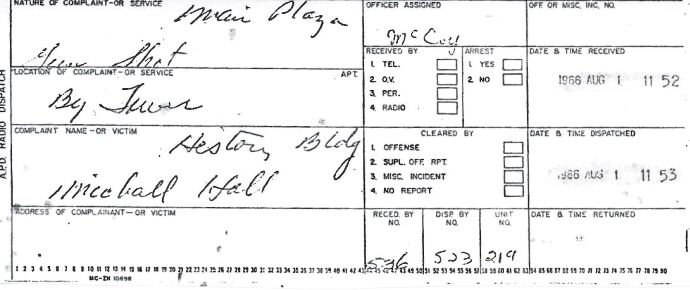 NATURE OF COMPLAINT-OR SERVICE
Main Plaza
Gun Shot
LOCATION OF COMPLAINT-OR SERVICE
APT.
By Tower
COMPLAINT NAME-OR VICTIM
History Bldg
Hall
ADDRESS OF COMPLAINANT-OR VICTIM
A.P.D. RADIO DISPATCH
OFFICER ASSIGNED
McCoy
RECEIVED BY
ARREST
1. TEL.
1. YES
2. O.V.
2. NO
3. PER.
4. RADIO
CLEARED BY
1. OFFENSE
2. SUPL. OFF. RPT.
3. MISC. INCIDENT
4. NO REPORT
RECED. BY NO.
DISP BY NO.
UNIT NO.
536
523
219
OFF OR MISC, INC, NO.
DATE & TIME RECEIVED
1966 AUG 1 11 52
DATE & TIME DISPATCHED
1966 AUG 1 11 53
DATE & TIME RETURNED
MC-ZH 10698